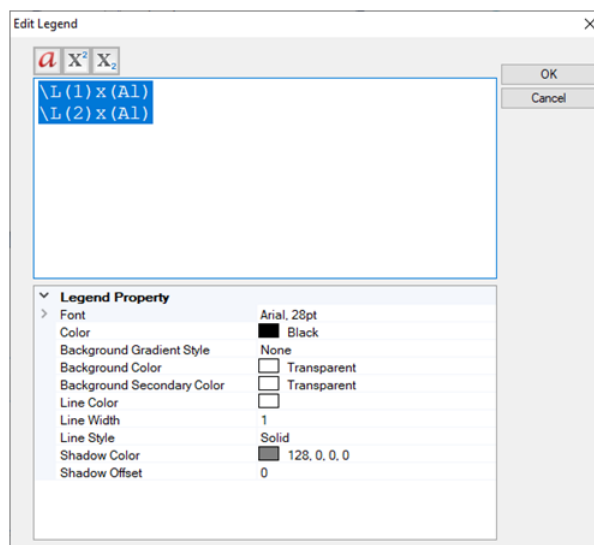 Edit Legend
a X² X₂
\L(1)x(Al)
\L(2)x(Al)
OK
Cancel
Legend Property
Font Arial, 28pt
Color Black
Background Gradient Style None
Background Color Transparent
Background Secondary Color Transparent
Line Color
Line Width 1
Line Style Solid
Shadow Color 128, 0, 0, 0
Shadow Offset 0